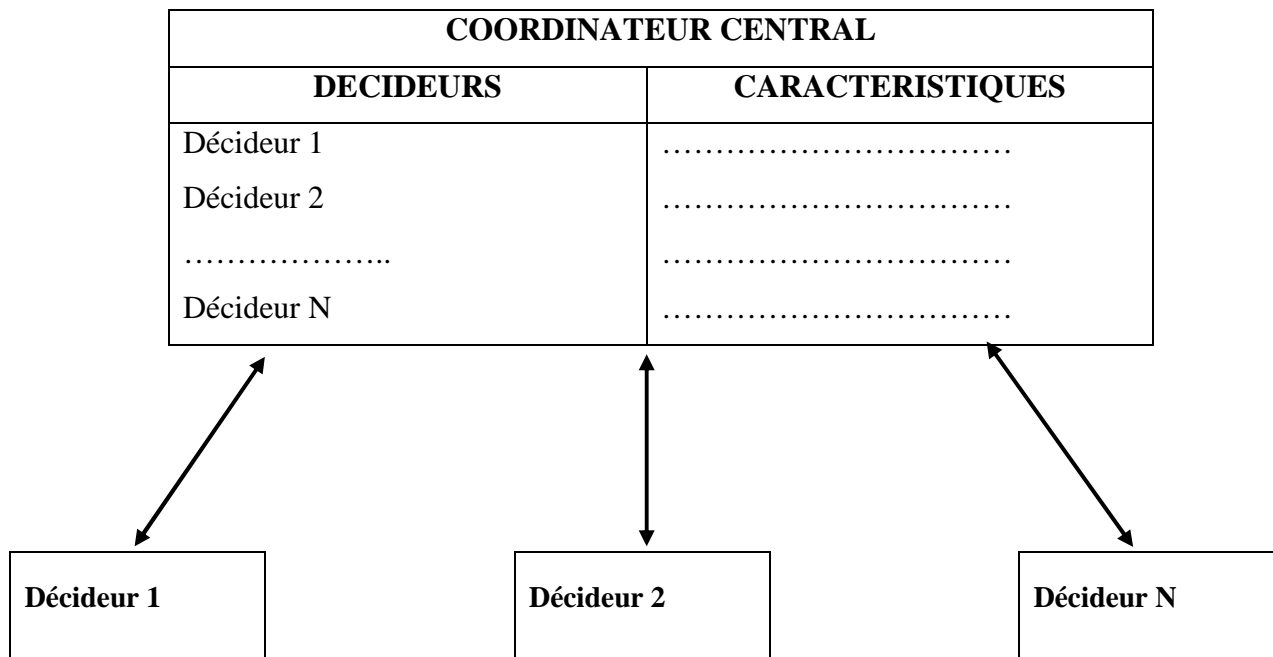 COORDINATEUR CENTRAL
DECIDEURS CARACTERISTIQUES
Décideur 1 ……………………………
Décideur 2 ……………………………
……………….. ……………………………
Décideur N ……………………………
Décideur 1 Décideur 2 Décideur N